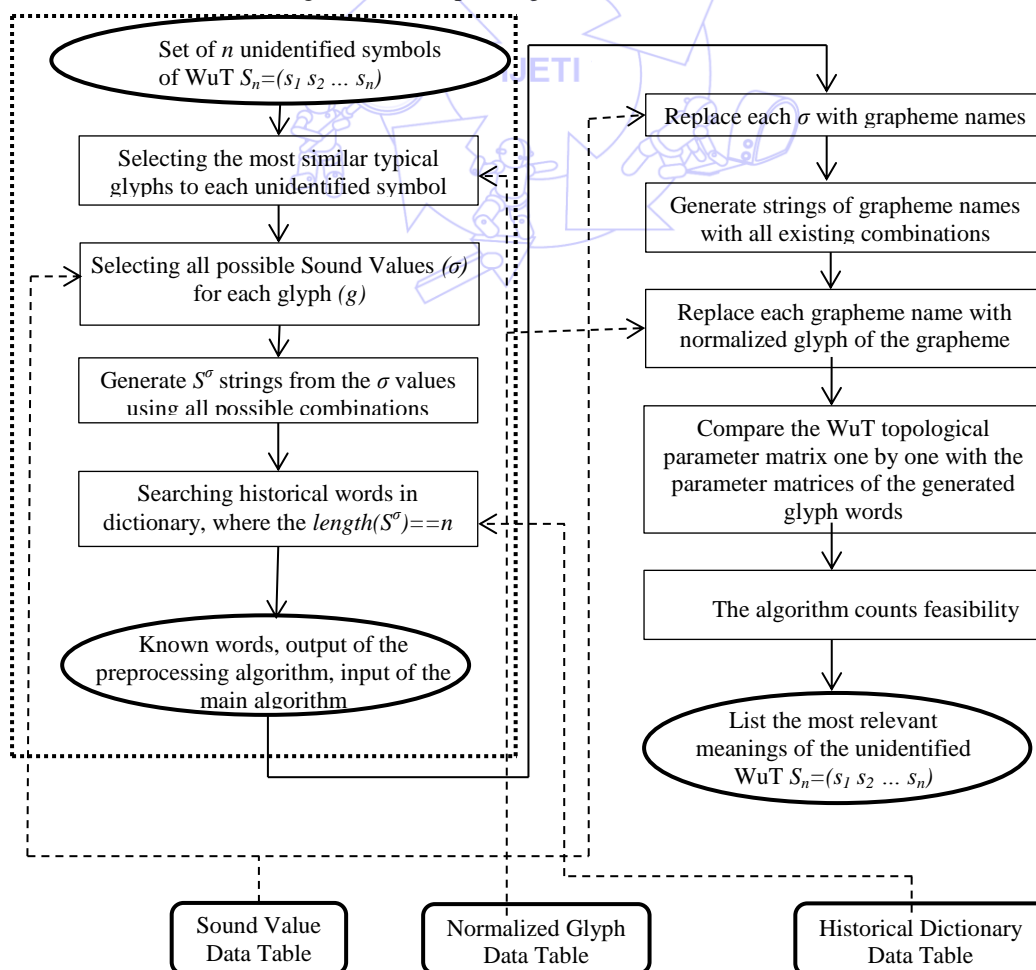 Set of n unidentified symbols
of WuT Sₙ=(s₁ s₂ ... sₙ)
Selecting the most similar typical
glyphs to each unidentified symbol
Selecting all possible Sound Values (σ)
for each glyph (g)
Generate S^σ strings from the σ values
using all possible combinations
Searching historical words in
dictionary, where the length(S^σ)==n
Known words, output of the
preprocessing algorithm, input of the
main algorithm
IJETI
Replace each σ with grapheme names
Generate strings of grapheme names
with all existing combinations
Replace each grapheme name with
normalized glyph of the grapheme
Compare the WuT topological
parameter matrix one by one with the
parameter matrices of the generated
glyph words
The algorithm counts feasibility
List the most relevant
meanings of the unidentified
WuT Sₙ=(s₁ s₂ ... sₙ)
Sound Value
Data Table
Normalized Glyph
Data Table
Historical Dictionary
Data Table